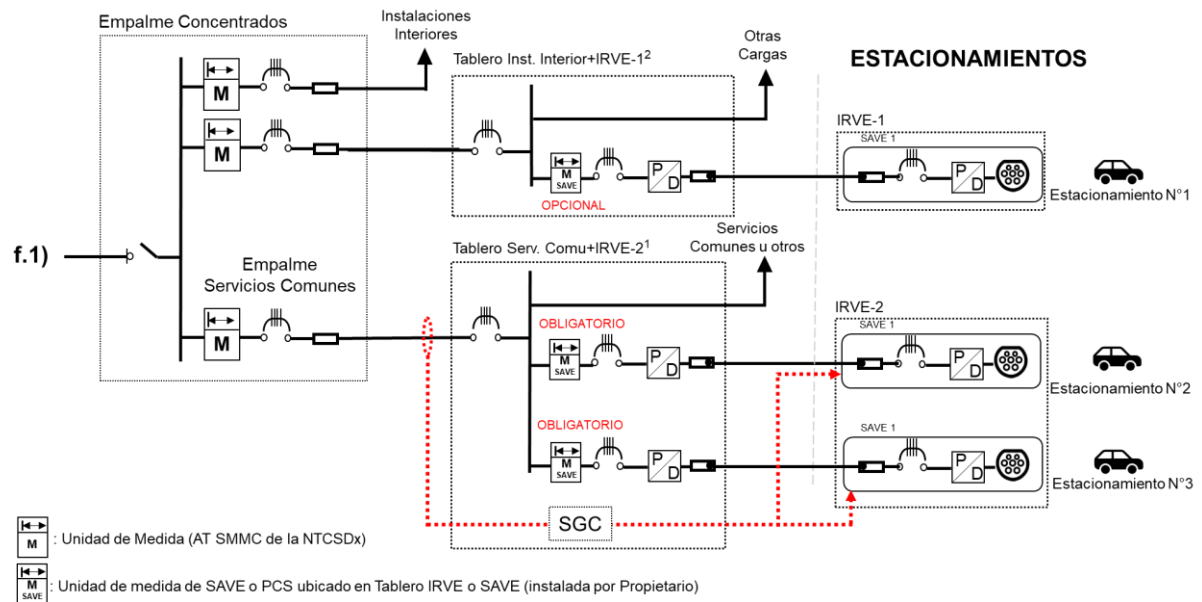 Empalme Concentrados
Instalaciones
Interiores
M
M
Tablero Inst. Interior+IRVE-1²
Otras
Cargas
ESTACIONAMIENTOS
M
SAVE
OPCIONAL
P
D
IRVE-1
SAVE 1
P
D
Estacionamiento N°1
f.1)
Empalme
Servicios Comunes
M
Tablero Serv. Comu+IRVE-2¹
Servicios
Comunes u otros
OBLIGATORIO
M
SAVE
P
D
OBLIGATORIO
M
SAVE
P
D
IRVE-2
SAVE 1
P
D
Estacionamiento N°2
SAVE 1
P
D
Estacionamiento N°3
SGC
M
: Unidad de Medida (AT SMMC de la NTCSDx)
M
SAVE
: Unidad de medida de SAVE o PCS ubicado en Tablero IRVE o SAVE (instalada por Propietario)